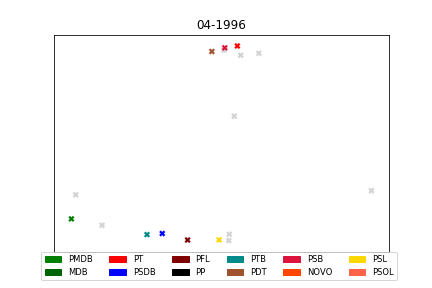 04-1996
PMDB PT PFL PTB PSB PSL
MDB PSDB PP PDT NOVO PSOL